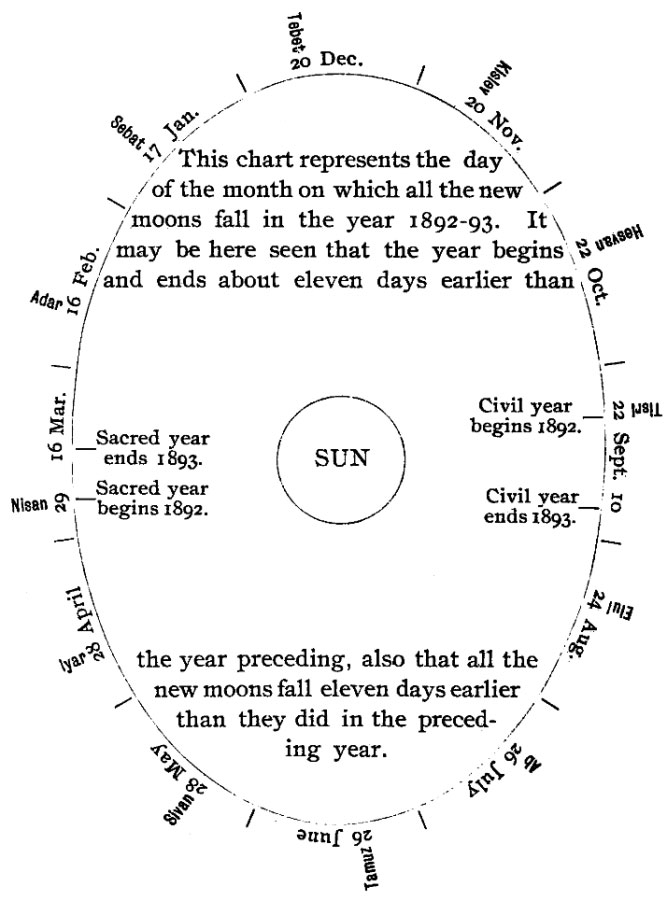 Tebet
20 Dec.
Kislev
20 Nov.
Sebat
17 Jan.
This chart represents the day
of the month on which all the new
moons fall in the year 1892-93. It
may be here seen that the year begins
and ends about eleven days earlier than
Hesvan
22 Oct.
Adar
16 Feb.
16 Mar.
Sacred year
ends 1893.
SUN
Civil year
begins 1892.
Tisri
22 Sept. 10
Nisan 29
Sacred year
begins 1892.
Civil year
ends 1893.
Iyar
28 April
Elul
24 Aug.
the year preceding, also that all the
new moons fall eleven days earlier
than they did in the preced-
ing year.
Sivan
28 May
Ab
26 July
26 June
Tamuz